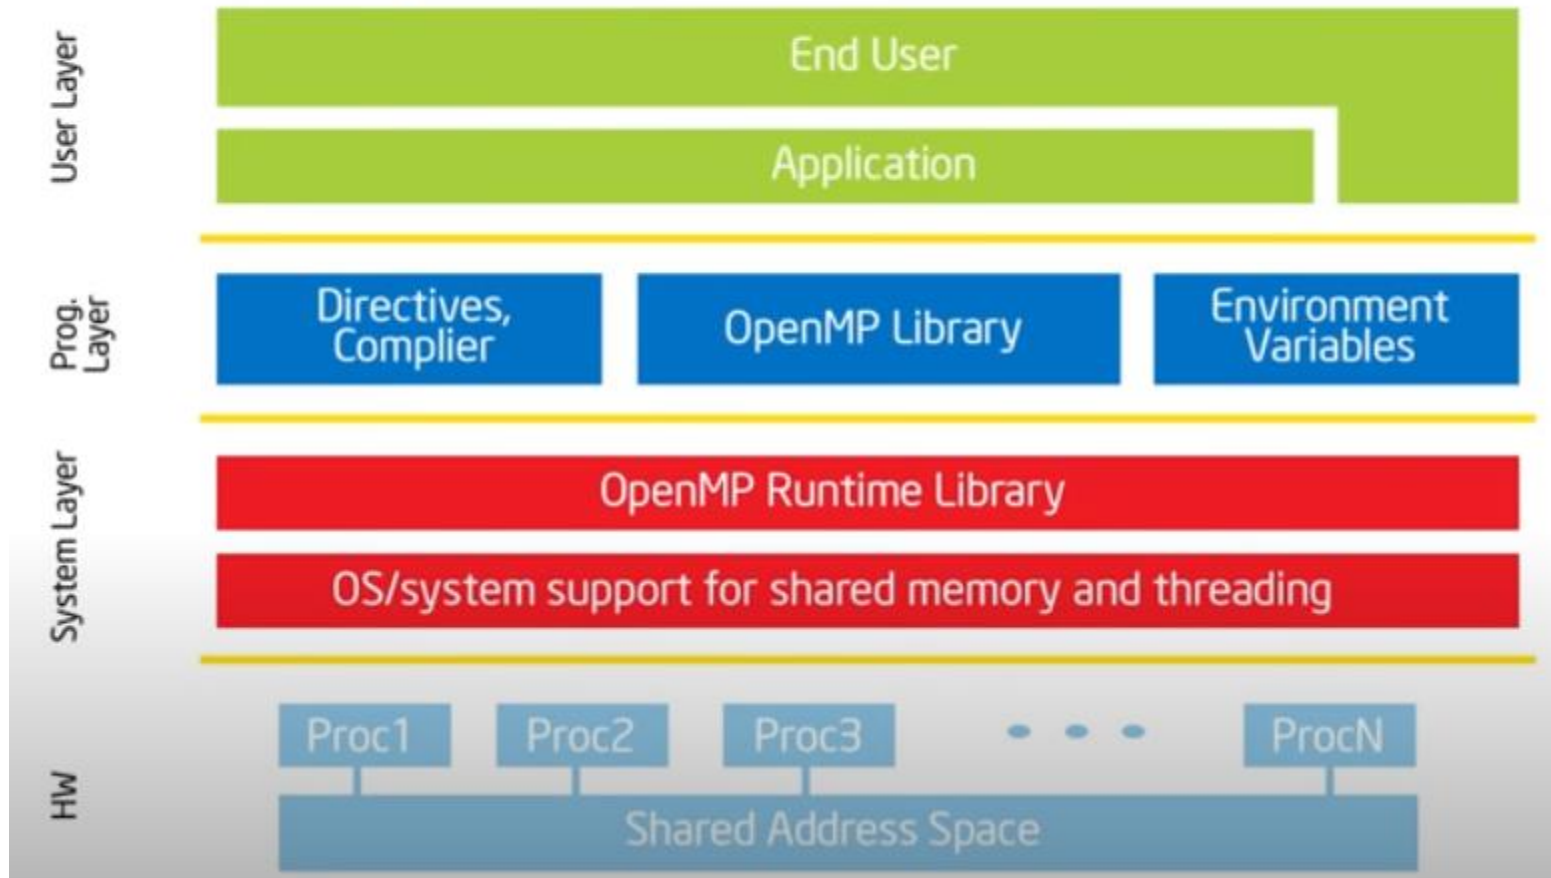 User Layer
End User
Application
Prog.
Layer
Directives,
Complier
OpenMP Library
Environment
Variables
System Layer
OpenMP Runtime Library
OS/system support for shared memory and threading
HW
Proc1
Proc2
Proc3
ProcN
Shared Address Space